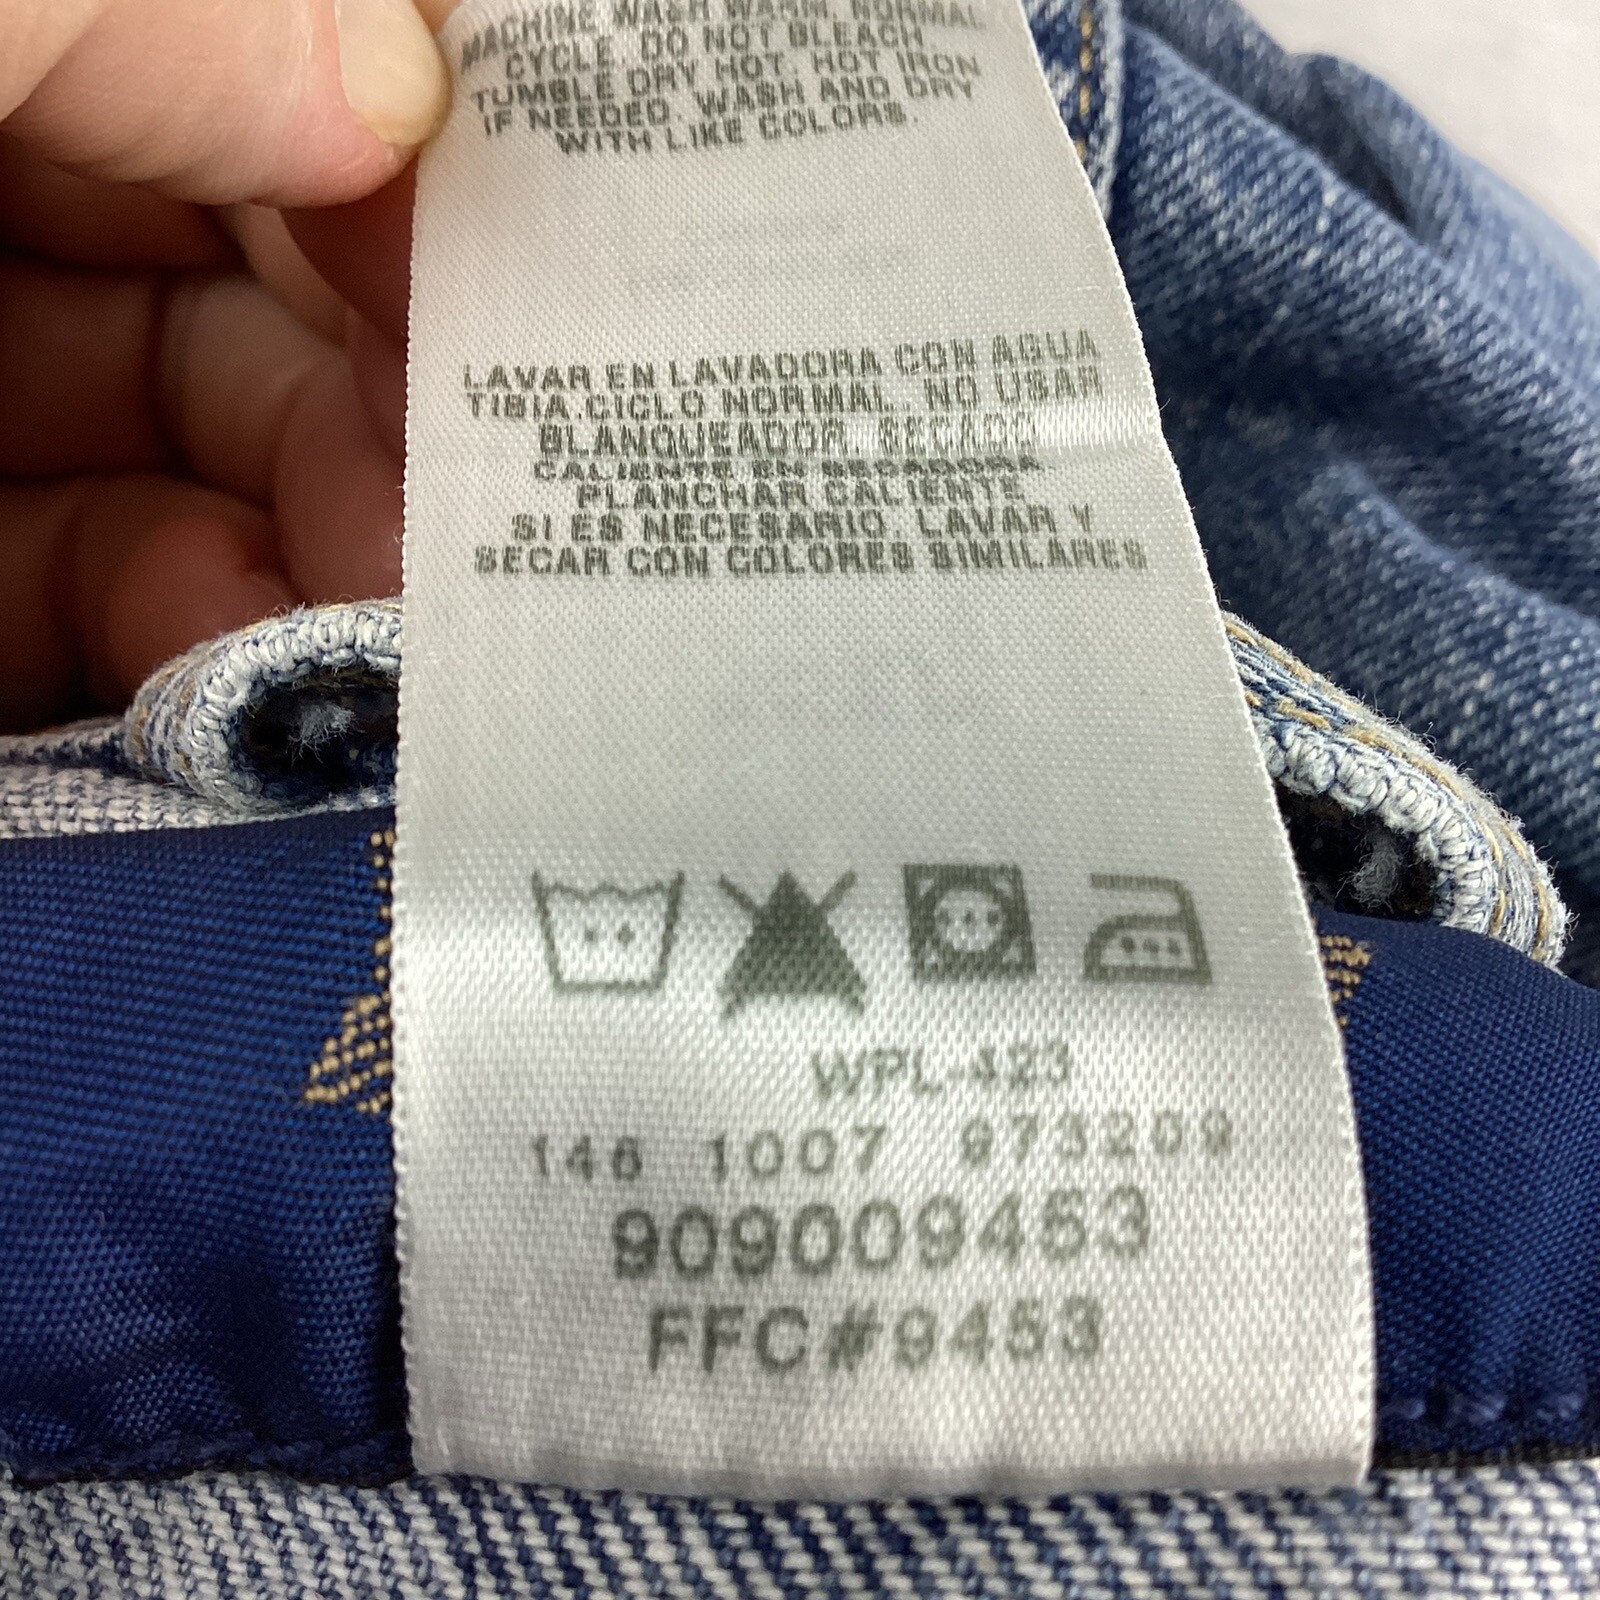 MACHINE WASH WARM, NORMAL
CYCLE. DO NOT BLEACH
TUMBLE DRY HOT. HOT IRON
IF NEEDED. WASH AND DRY
WITH LIKE COLORS.
LAVAR EN LAVADORA CON AGUA
TIBIA.CICLO NORMAL. NO USAR
BLANQUEADOR. SECADO
CALIENTE EN SECADORA.
PLANCHAR CALIENTE
SI ES NECESARIO. LAVAR Y
SECAR CON COLORES SIMILARES
WPL-423
146 1007 973209
909009453
FFC#9453